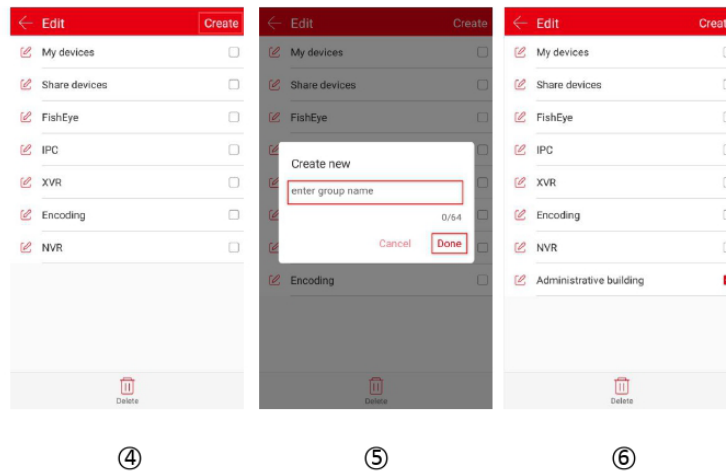 Edit
Create
My devices
Share devices
FishEye
IPC
XVR
Encoding
NVR
Delete
④
Edit
Create
My devices
Share devices
FishEye
Create new
enter group name
0/64
Cancel
Done
Encoding
Delete
⑤
Edit
Creat
My devices
Share devices
FishEye
IPC
XVR
Encoding
NVR
Administrative building
Delete
⑥